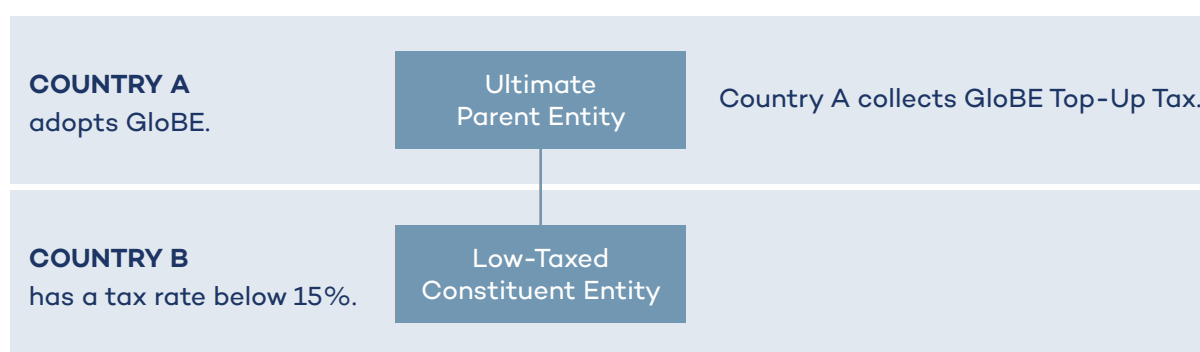 COUNTRY A
adopts GloBE.
Ultimate
Parent Entity
Country A collects GloBE Top-Up Tax.
COUNTRY B
has a tax rate below 15%.
Low-Taxed
Constituent Entity